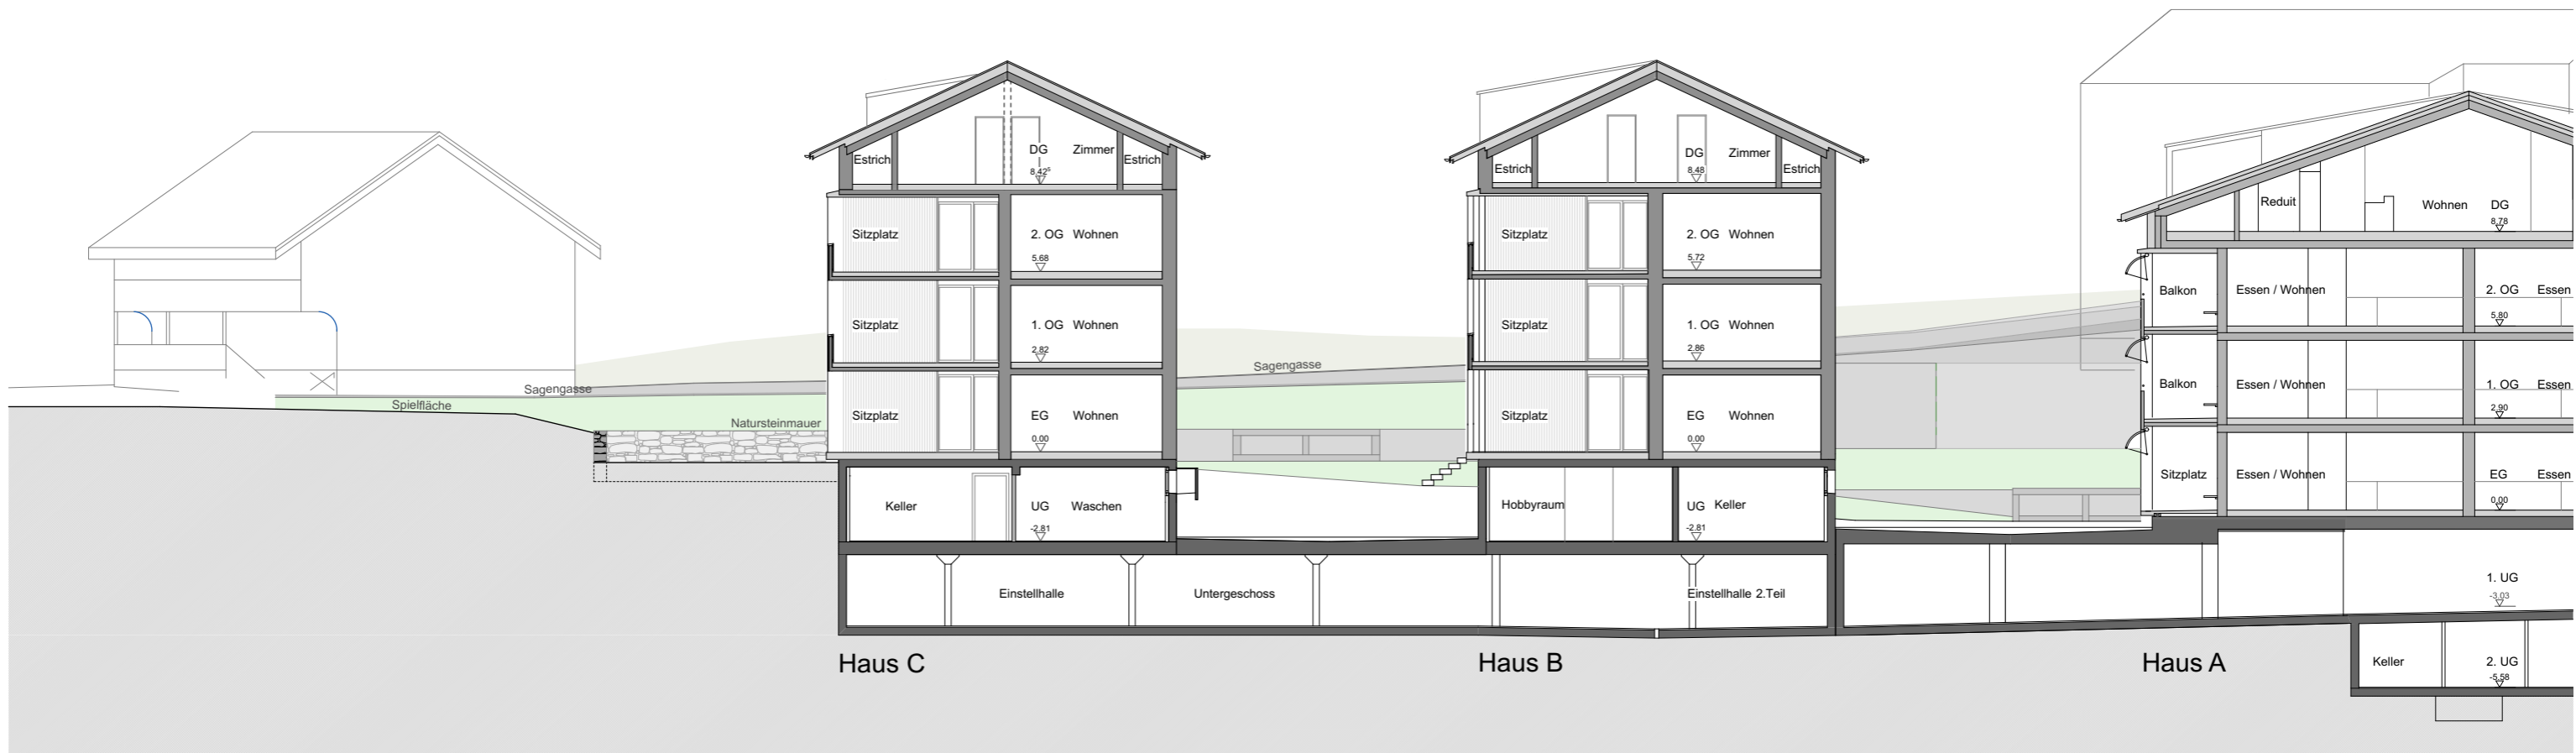 Estrich
DG
8.42⁵
Zimmer
Estrich
Sitzplatz
2. OG Wohnen
5.68
Sitzplatz
1. OG Wohnen
2.82
Sitzplatz
EG Wohnen
0.00
Keller
UG Waschen
-2.81
Einstellhalle
Untergeschoss
Einstellhalle 2.Teil
Sagengasse
Spielfläche
Natursteinmauer
Sagengasse
Estrich
DG
8.48
Zimmer
Estrich
Sitzplatz
2. OG Wohnen
5.72
Sitzplatz
1. OG Wohnen
2.86
Sitzplatz
EG Wohnen
0.00
Hobbyraum
UG Keller
-2.81
Reduit
Wohnen DG
8.78
Balkon
Essen / Wohnen
2. OG Essen
5.80
Balkon
Essen / Wohnen
1. OG Essen
2.90
Sitzplatz
Essen / Wohnen
EG Essen
0.00
1. UG
-3.03
Keller
2. UG
-5.58
Haus C
Haus B
Haus A